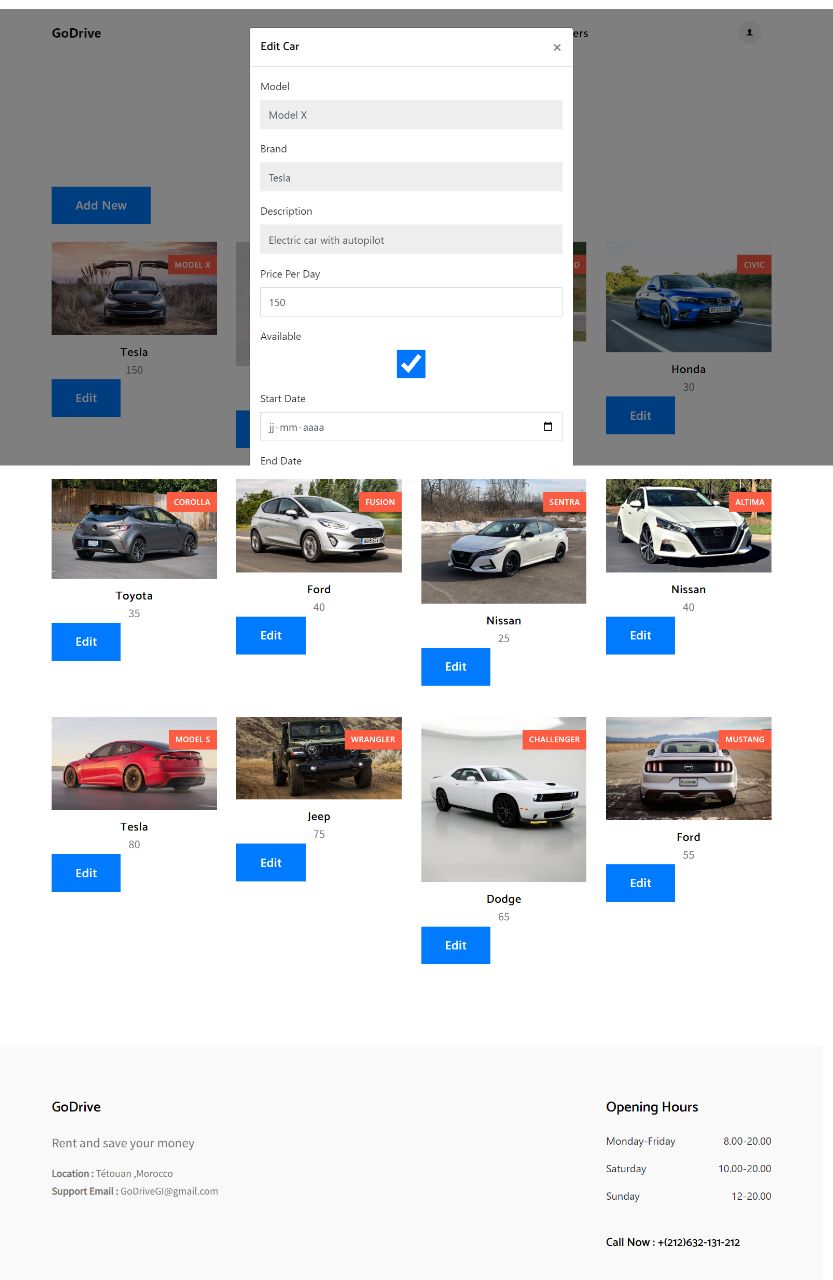 GoDrive
Edit Car ×
ers
Model
Model X
Brand
Tesla
Add New
Description
Electric car with autopilot
MODEL X
D
CIVIC
Price Per Day
150
Available
Tesla
150
Edit
Honda
30
Edit
Start Date
jj-mm-aaaa
End Date
COROLLA
FUSION
SENTRA
ALTIMA
Toyota
35
Edit
Ford
40
Edit
Nissan
25
Edit
Nissan
40
Edit
MODEL S
WRANGLER
CHALLENGER
MUSTANG
Tesla
80
Edit
Jeep
75
Edit
Dodge
65
Edit
Ford
55
Edit
GoDrive
Rent and save your money
Location : Tétouan ,Morocco
Support Email : GoDriveGI@gmail.com
Opening Hours
Monday-Friday 8.00-20.00
Saturday 10.00-20.00
Sunday 12-20.00
Call Now : +(212)632-131-212